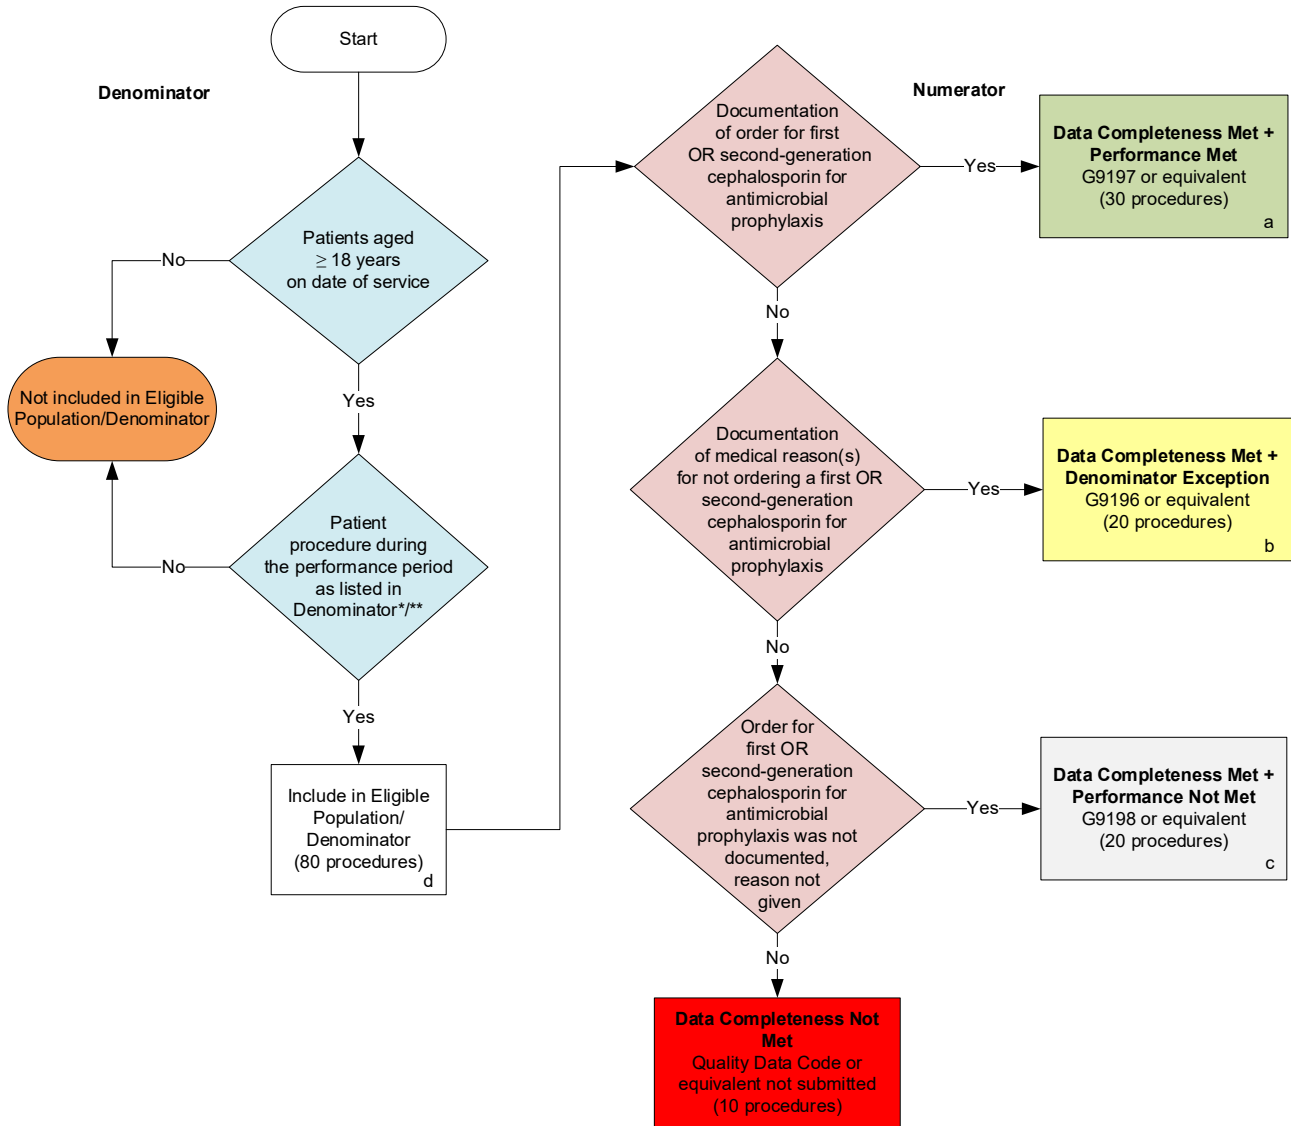 Start
Denominator
Patients aged
≥ 18 years
on date of service
No
Not included in Eligible
Population/Denominator
Yes
Patient
procedure during
the performance period
as listed in
Denominator*/**
No
Yes
Include in Eligible
Population/
Denominator
(80 procedures)
d
Numerator
Documentation
of order for first
OR second-generation
cephalosporin for
antimicrobial
prophylaxis
Yes
Data Completeness Met +
Performance Met
G9197 or equivalent
(30 procedures)
a
No
Documentation
of medical reason(s)
for not ordering a first OR
second-generation
cephalosporin for
antimicrobial
prophylaxis
Yes
Data Completeness Met +
Denominator Exception
G9196 or equivalent
(20 procedures)
b
No
Order for
first OR
second-generation
cephalosporin for
antimicrobial
prophylaxis was not
documented,
reason not
given
Yes
Data Completeness Met +
Performance Not Met
G9198 or equivalent
(20 procedures)
c
No
Data Completeness Not
Met
Quality Data Code or
equivalent not submitted
(10 procedures)